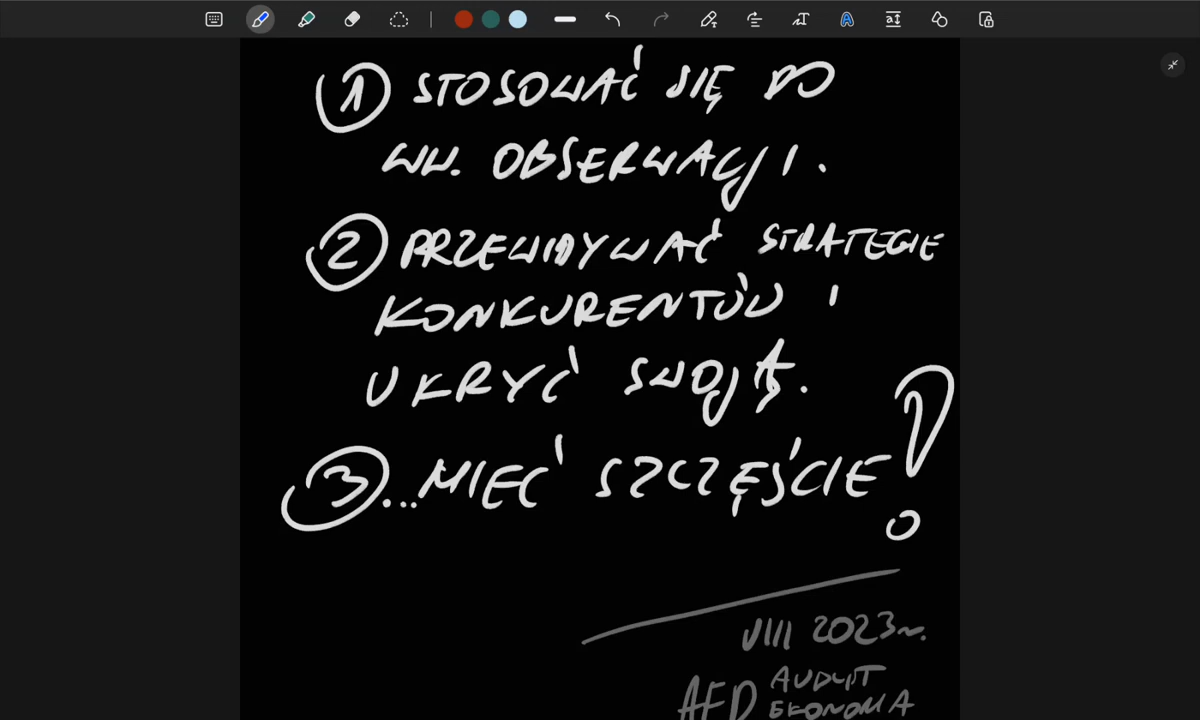 ① STOSOWAĆ SIĘ DO
WW. OBSERWACJI.
② PRZEWIDYWAĆ STRATEGIE
KONKURENTÓW I
UKRYĆ SWOJĄ.
③...MIEĆ SZCZĘŚCIE!
VIII 2023r.
AFD AUDYT
EKONOMIA